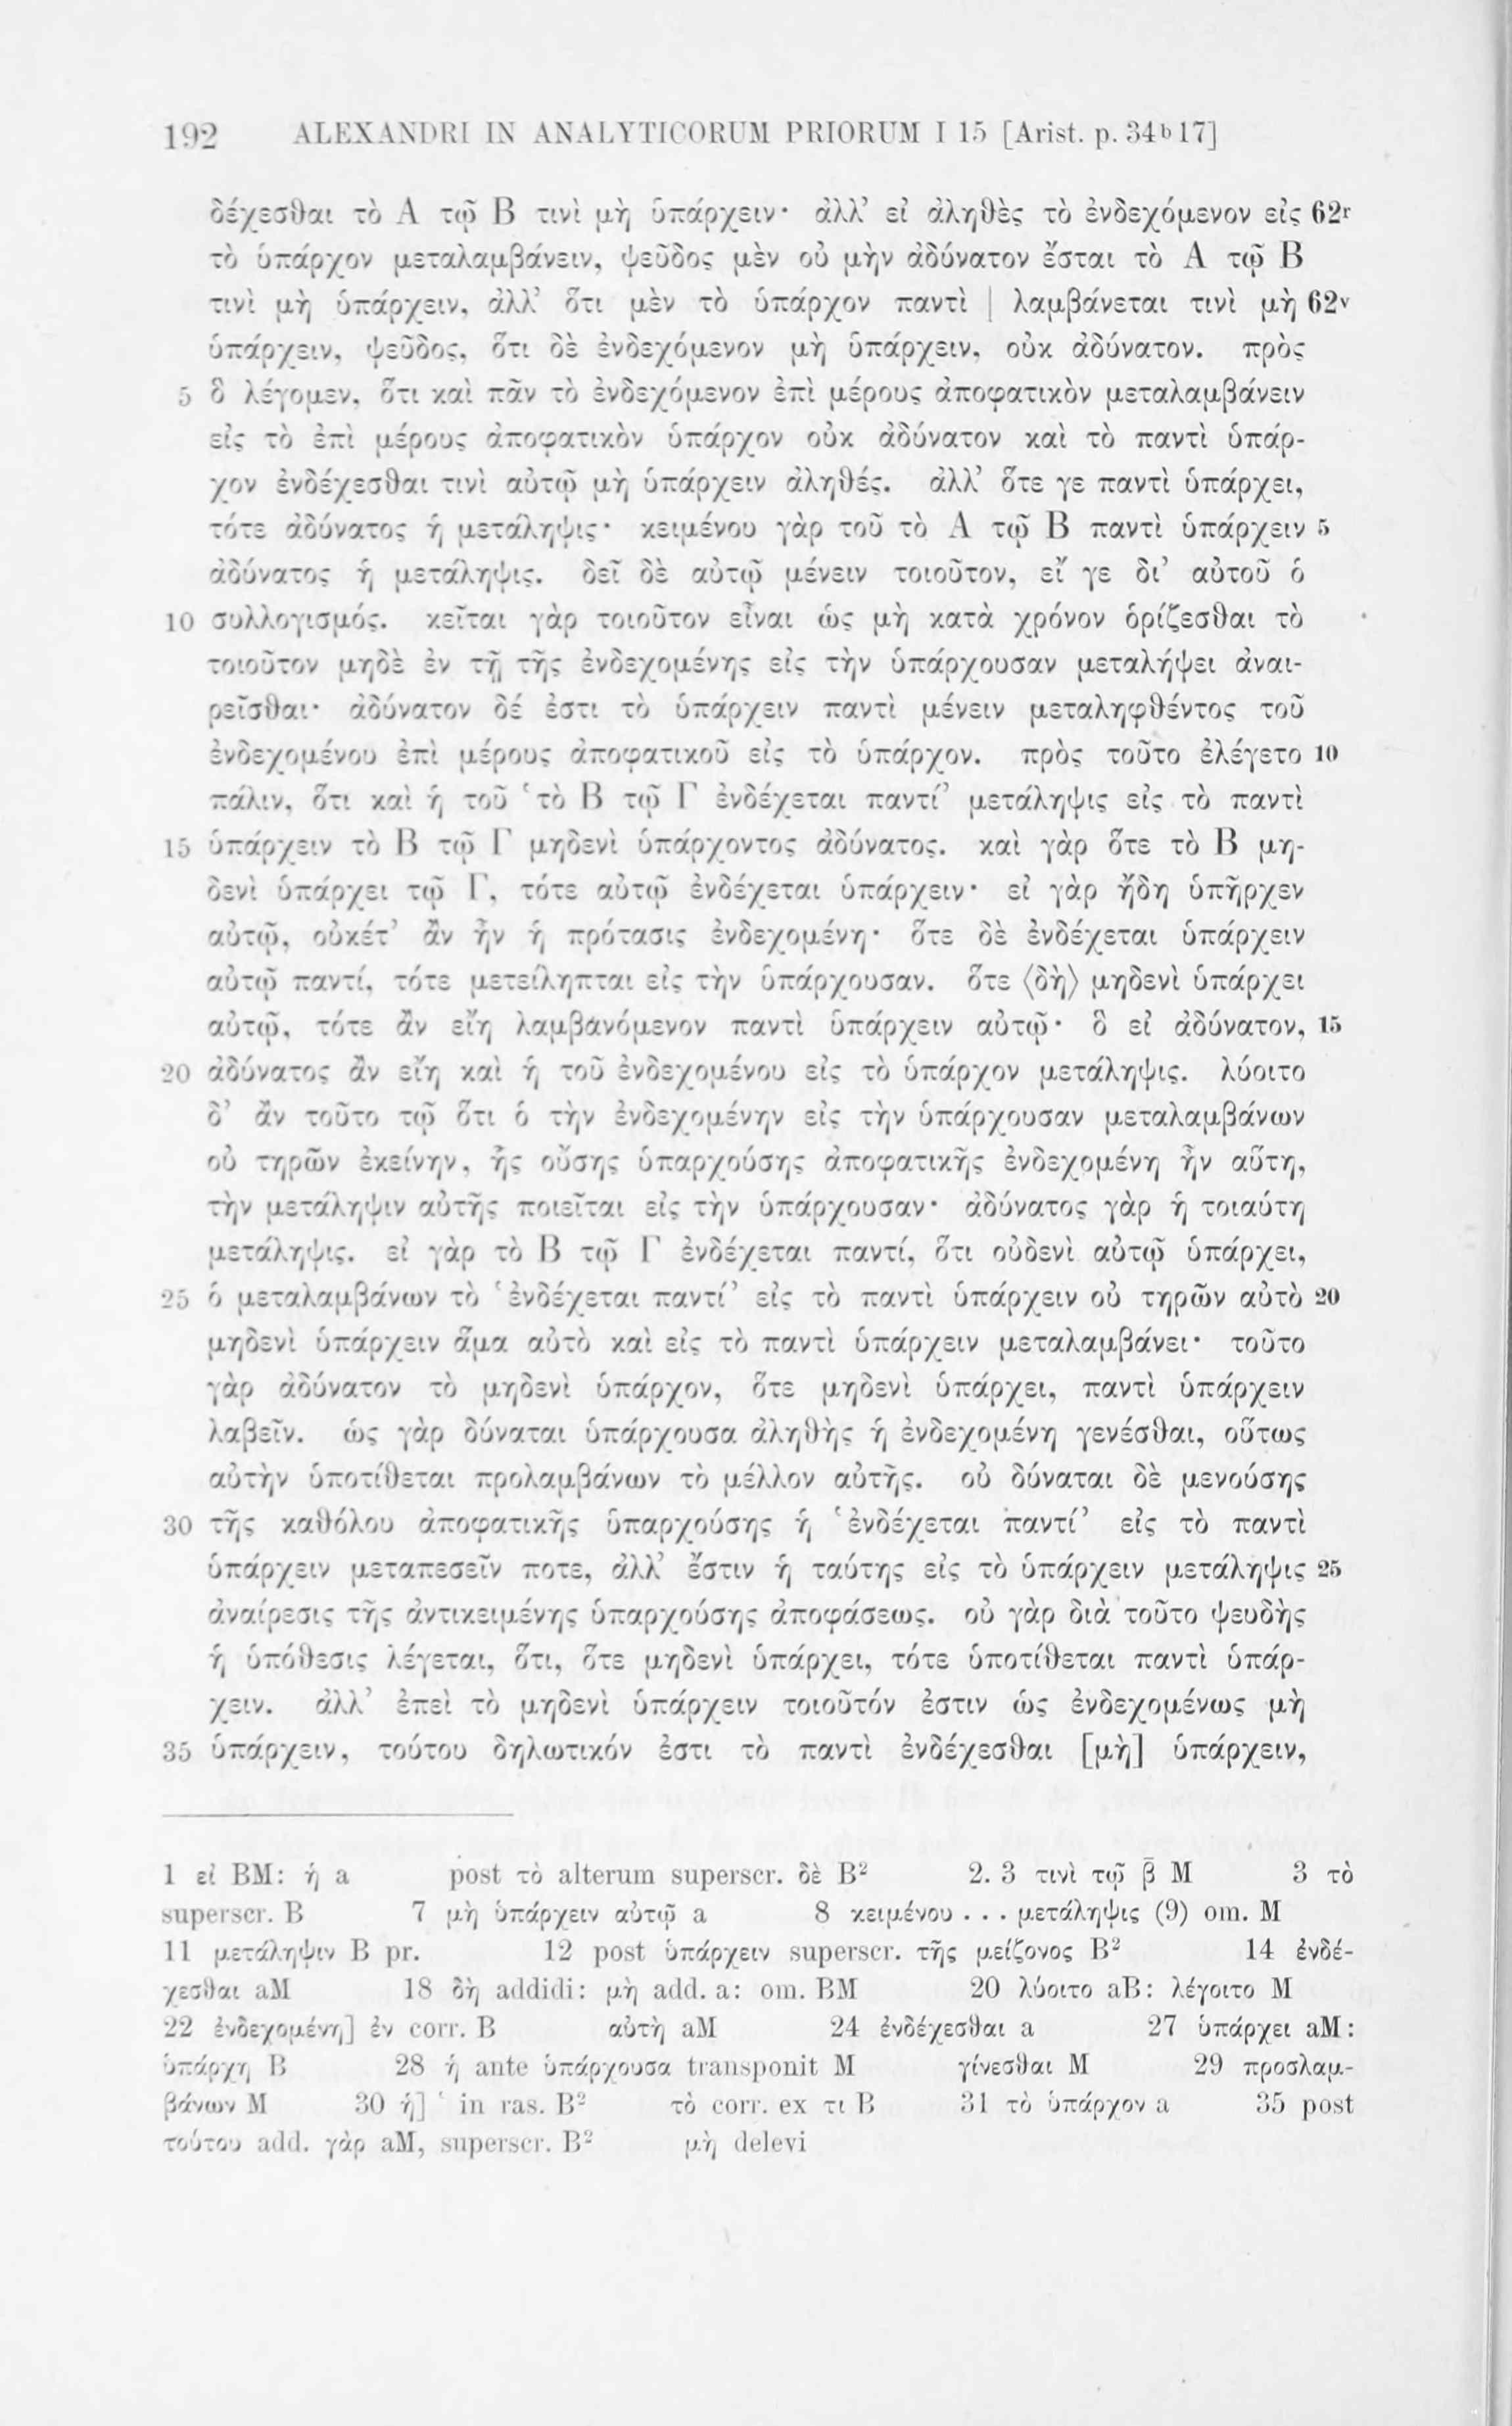 192 ALEXANDRI IN ANALYTICORUM PRIORUM I 15 [Arist. p. 34b17]
δέχεσθαι τὸ Α τῷ Β τινὶ μὴ ὑπάρχειν· ἀλλ’ εἰ ἀληθὲς τὸ ἐνδεχόμενον εἰς 62r
τὸ ὑπάρχον μεταλαμβάνειν, ψεῦδος μὲν οὐ μὴν ἀδύνατον ἔσται τὸ Α τῷ Β
τινὶ μὴ ὑπάρχειν, ἀλλ’ ὅτι μὲν τὸ ὑπάρχον παντὶ | λαμβάνεται τινὶ μὴ 62v
ὑπάρχειν, ψεῦδος, ὅτι δὲ ἐνδεχόμενον μὴ ὑπάρχειν, οὐκ ἀδύνατον. πρὸς
5 ὃ λέγομεν, ὅτι καὶ πᾶν τὸ ἐνδεχόμενον ἐπὶ μέρους ἀποφατικὸν μεταλαμβάνειν
εἰς τὸ ἐπὶ μέρους ἀποφατικὸν ὑπάρχον οὐκ ἀδύνατον καὶ τὸ παντὶ ὑπάρ-
χον ἐνδέχεσθαι τινὶ αὐτῷ μὴ ὑπάρχειν ἀληθές. ἀλλ’ ὅτε γε παντὶ ὑπάρχει,
τότε ἀδύνατος ἡ μετάληψις· κειμένου γὰρ τοῦ τὸ Α τῷ Β παντὶ ὑπάρχειν 5
ἀδύνατος ἡ μετάληψις. δεῖ δὲ αὐτῷ μένειν τοιοῦτον, εἴ γε δι’ αὐτοῦ ὁ
10 συλλογισμός. κεῖται γὰρ τοιοῦτον εἶναι ὡς μὴ κατὰ χρόνον ὁρίζεσθαι τὸ
τοιοῦτον μηδὲ ἐν τῇ τῆς ἐνδεχομένης εἰς τὴν ὑπάρχουσαν μεταλήψει ἀναι-
ρεῖσθαι· ἀδύνατον δέ ἐστι τὸ ὑπάρχειν παντὶ μένειν μεταληφθέντος τοῦ
ἐνδεχομένου ἐπὶ μέρους ἀποφατικοῦ εἰς τὸ ὑπάρχον. πρὸς τοῦτο ἐλέγετο 10
πάλιν, ὅτι καὶ ἡ τοῦ ‘τὸ Β τῷ Γ ἐνδέχεται παντί’ μετάληψις εἰς τὸ παντὶ
15 ὑπάρχειν τὸ Β τῷ Γ μηδενὶ ὑπάρχοντος ἀδύνατος. καὶ γὰρ ὅτε τὸ Β μη-
δενὶ ὑπάρχει τῷ Γ, τότε αὐτῷ ἐνδέχεται ὑπάρχειν· εἰ γὰρ ἤδη ὑπῆρχεν
αὐτῷ, οὐκέτ’ ἂν ἦν ἡ πρότασις ἐνδεχομένη· ὅτε δὲ ἐνδέχεται ὑπάρχειν
αὐτῷ παντί, τότε μετείληπται εἰς τὴν ὑπάρχουσαν. ὅτε ⟨δὴ⟩ μηδενὶ ὑπάρχει
αὐτῷ, τότε ἂν εἴη λαμβανόμενον παντὶ ὑπάρχειν αὐτῷ· ὃ εἰ ἀδύνατον, 15
20 ἀδύνατος ἂν εἴη καὶ ἡ τοῦ ἐνδεχομένου εἰς τὸ ὑπάρχον μετάληψις. λύοιτο
δ’ ἂν τοῦτο τῷ ὅτι ὁ τὴν ἐνδεχομένην εἰς τὴν ὑπάρχουσαν μεταλαμβάνων
οὐ τηρῶν ἐκείνην, ἧς οὔσης ὑπαρχούσης ἀποφατικῆς ἐνδεχομένη ἦν αὕτη,
τὴν μετάληψιν αὐτῆς ποιεῖται εἰς τὴν ὑπάρχουσαν· ἀδύνατος γὰρ ἡ τοιαύτη
μετάληψις. εἰ γὰρ τὸ Β τῷ Γ ἐνδέχεται παντί, ὅτι οὐδενὶ αὐτῷ ὑπάρχει,
25 ὁ μεταλαμβάνων τὸ ‘ἐνδέχεται παντί’ εἰς τὸ παντὶ ὑπάρχειν οὐ τηρῶν αὐτὸ 20
μηδενὶ ὑπάρχειν ἅμα αὐτὸ καὶ εἰς τὸ παντὶ ὑπάρχειν μεταλαμβάνει· τοῦτο
γὰρ ἀδύνατον τὸ μηδενὶ ὑπάρχον, ὅτε μηδενὶ ὑπάρχει, παντὶ ὑπάρχειν
λαβεῖν. ὡς γὰρ δύναται ὑπάρχουσα ἀληθὴς ἡ ἐνδεχομένη γενέσθαι, οὕτως
αὐτὴν ὑποτίθεται προλαμβάνων τὸ μέλλον αὐτῆς. οὐ δύναται δὲ μενούσης
30 τῆς καθόλου ἀποφατικῆς ὑπαρχούσης ἡ ‘ἐνδέχεται παντί’ εἰς τὸ παντὶ
ὑπάρχειν μεταπεσεῖν ποτε, ἀλλ’ ἔστιν ἡ ταύτης εἰς τὸ ὑπάρχειν μετάληψις 25
ἀναίρεσις τῆς ἀντικειμένης ὑπαρχούσης ἀποφάσεως. οὐ γὰρ διὰ τοῦτο ψευδὴς
ἡ ὑπόθεσις λέγεται, ὅτι, ὅτε μηδενὶ ὑπάρχει, τότε ὑποτίθεται παντὶ ὑπάρ-
χειν. ἀλλ’ ἐπεὶ τὸ μηδενὶ ὑπάρχειν τοιοῦτόν ἐστιν ὡς ἐνδεχομένως μὴ
35 ὑπάρχειν, τούτου δηλωτικόν ἐστι τὸ παντὶ ἐνδέχεσθαι [μὴ] ὑπάρχειν,
1 εἰ BM: ἡ a post τὸ alterum superscr. δὲ B² 2. 3 τινὶ τῷ β̄ M 3 τὸ
superscr. B 7 μὴ ὑπάρχειν αὐτῷ a 8 κειμένου . . . μετάληψις (9) om. M
11 μετάληψιν B pr. 12 post ὑπάρχειν superscr. τῆς μείζονος B² 14 ἐνδέ-
χεσθαι aM 18 δὴ addidi: μὴ add. a: om. BM 20 λύοιτο aB: λέγοιτο M
22 ἐνδεχομένη] ἐν corr. B αὐτὴ aM 24 ἐνδέχεσθαι a 27 ὑπάρχει aM:
ὑπάρχῃ B 28 ἡ ante ὑπάρχουσα transponit M γίνεσθαι M 29 προσλαμ-
βάνων M 30 ἡ] ‘ in ras. B² τὸ corr. ex τι B 31 τὸ ὑπάρχον a 35 post
τούτου add. γὰρ aM, superscr. B² μὴ delevi